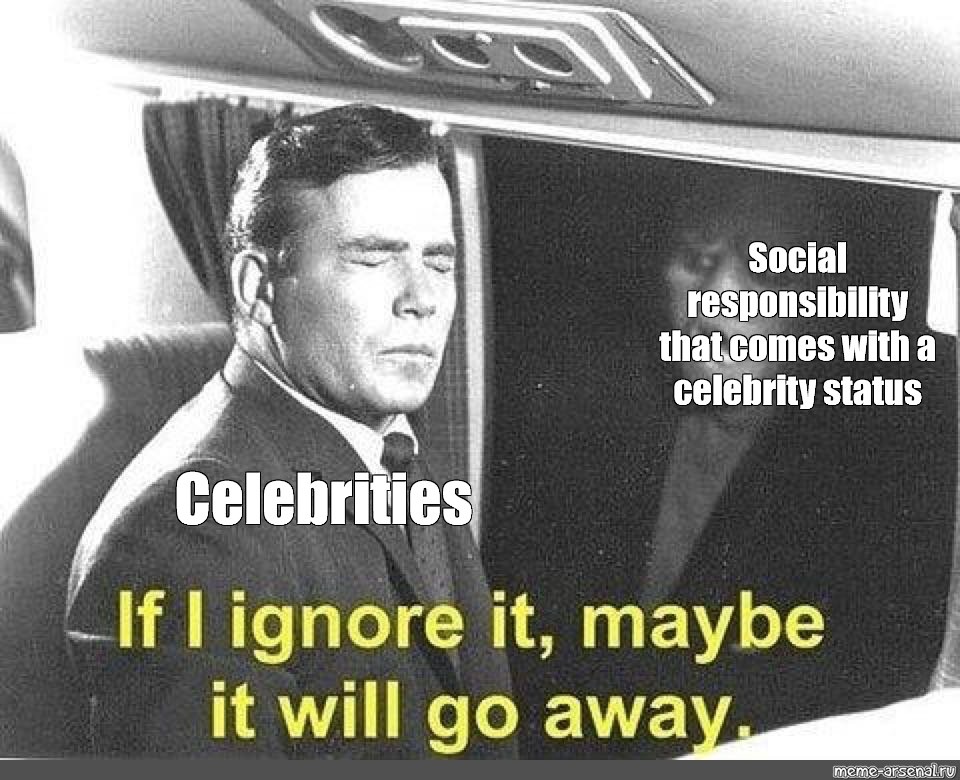 Social
responsibility
that comes with a
celebrity status
Celebrities
If I ignore it, maybe
it will go away.
meme-arsenal.ru